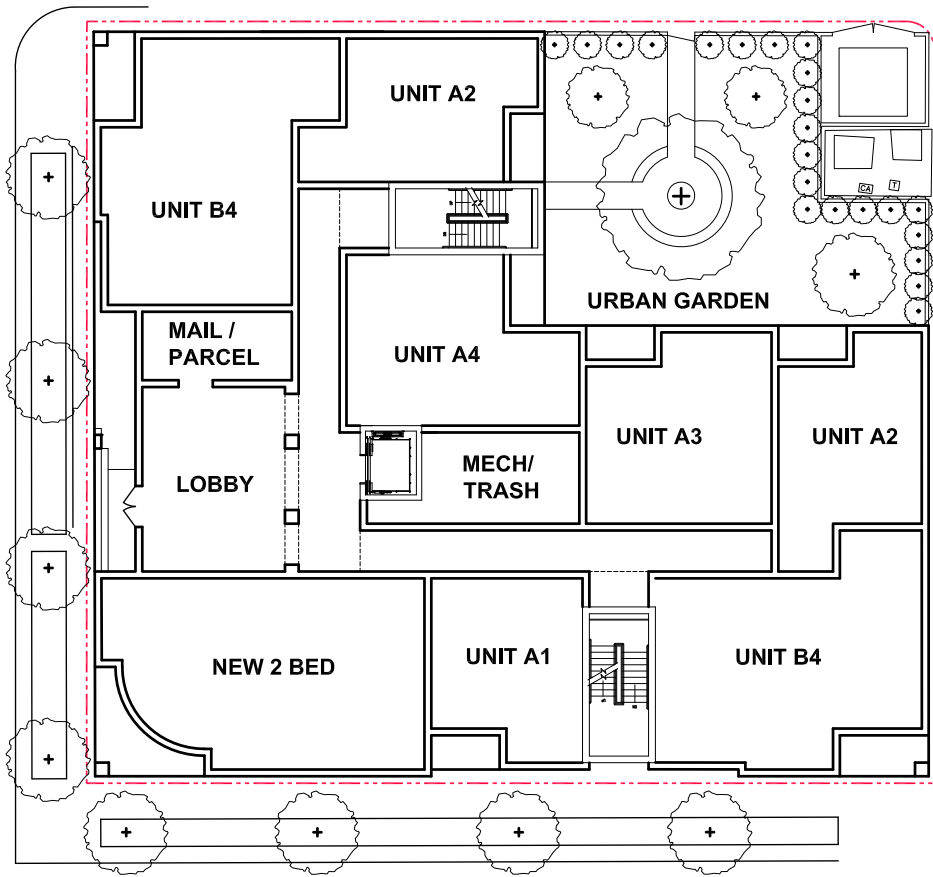 UNIT A2
UNIT B4
CA
T
URBAN GARDEN
MAIL /
PARCEL
UNIT A4
UNIT A3
UNIT A2
LOBBY
MECH/
TRASH
NEW 2 BED
UNIT A1
UNIT B4